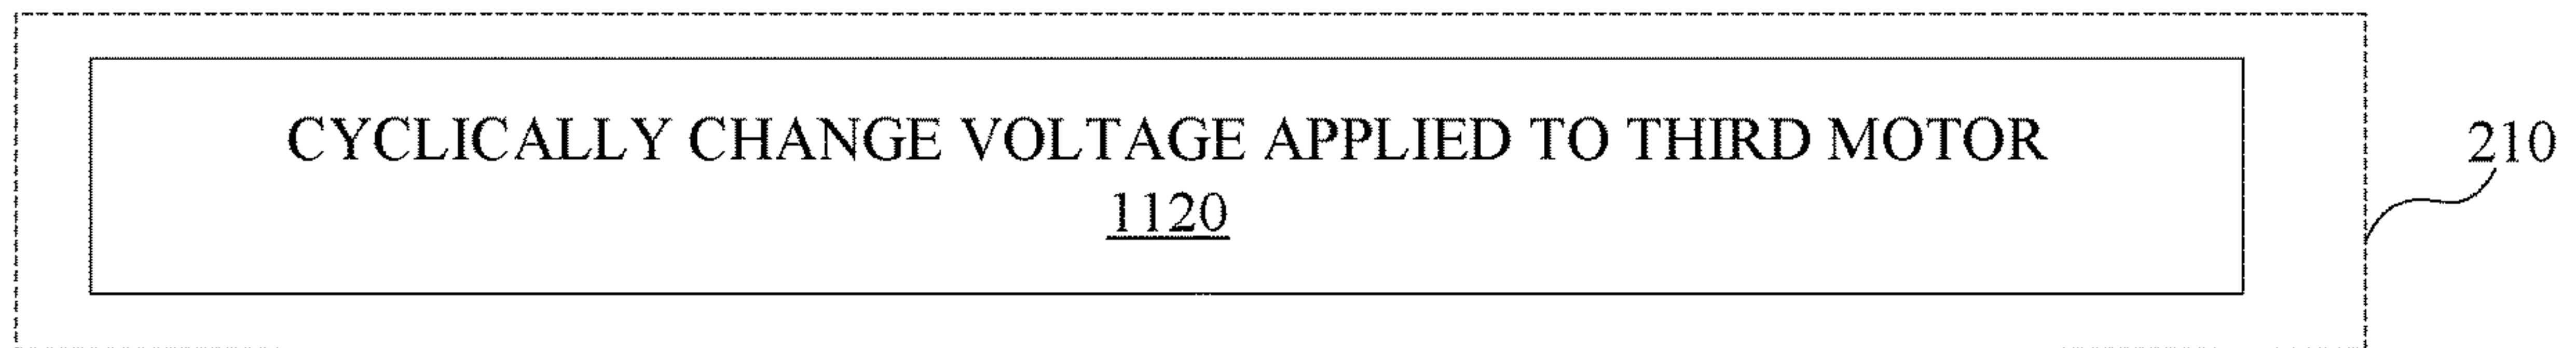 CYCLICALLY CHANGE VOLTAGE APPLIED TO THIRD MOTOR
1120
210